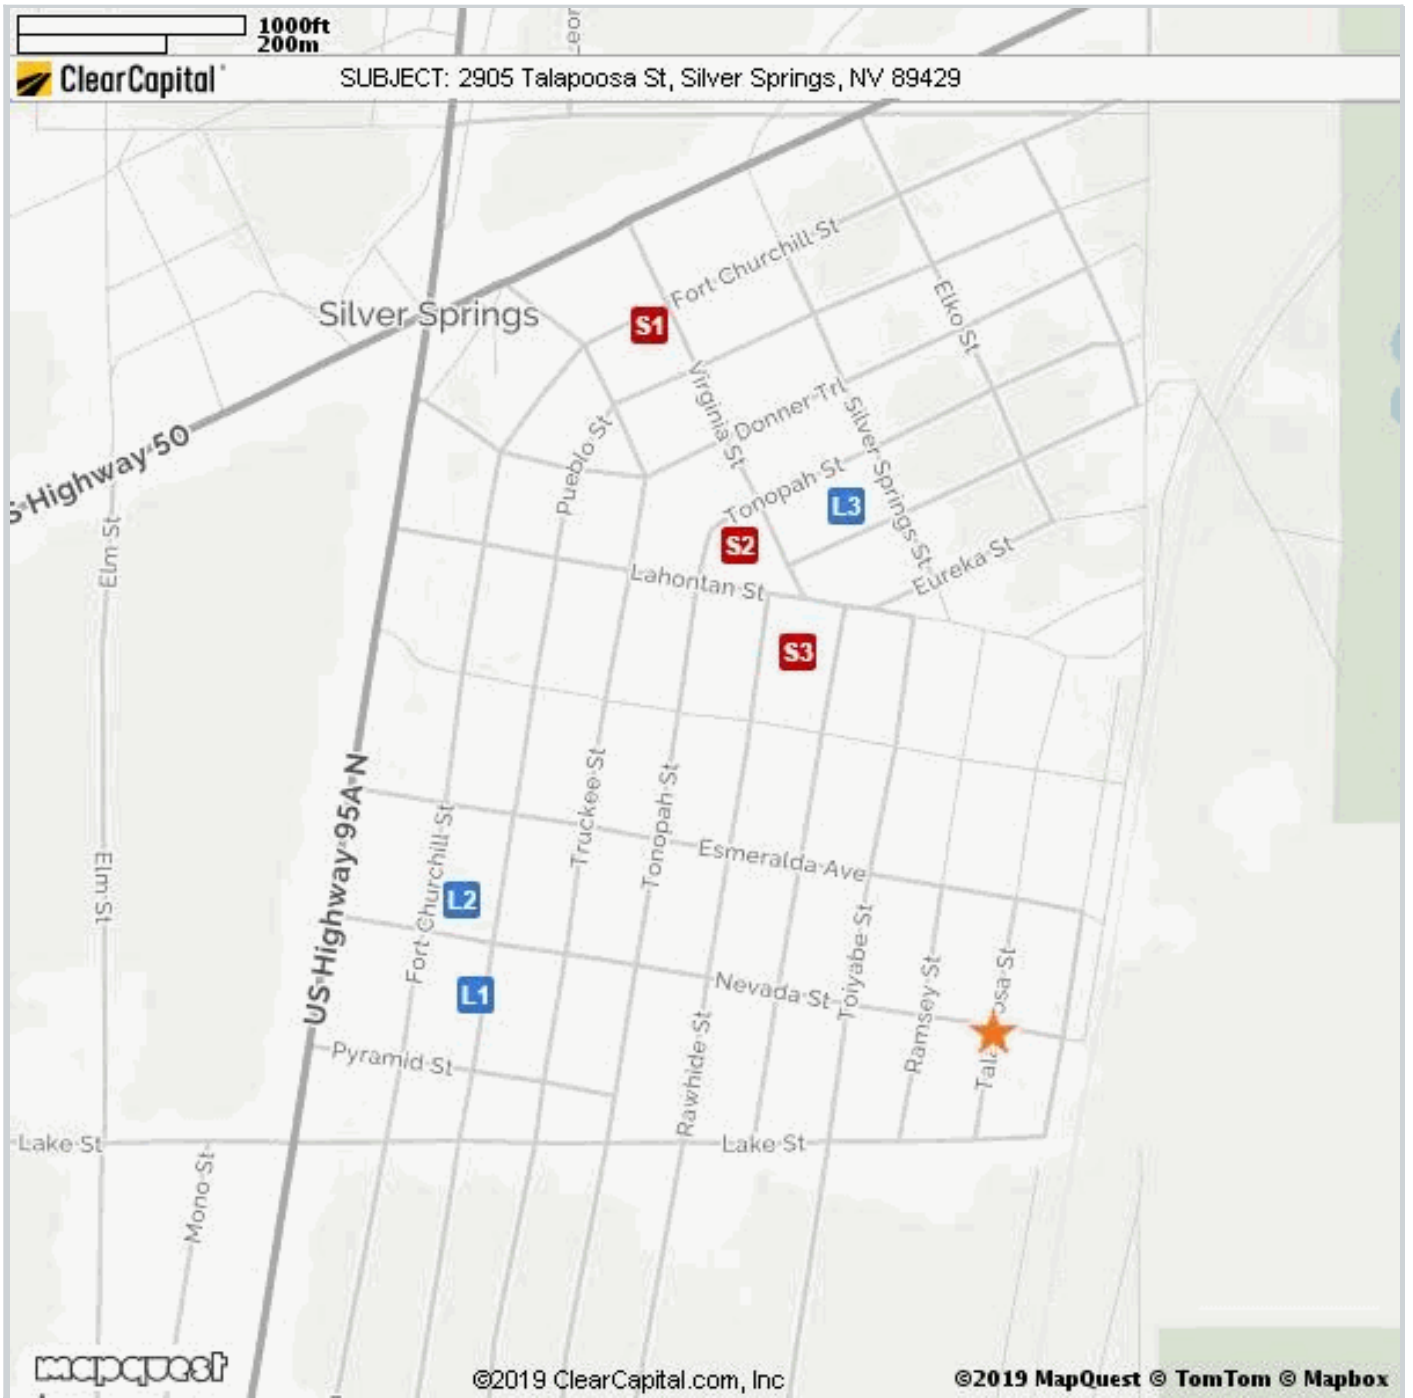 1000ft
200m
ClearCapital
SUBJECT: 2905 Talapoosa St, Silver Springs, NV 89429
Fort Churchill St
Silver Springs
S1
Elko St
Virginia St
Donner Trl
Silver Springs St
Pueblo St
US Highway 50
Tonopah St
L3
S2
Elm St
Lahontan St
Eureka St
S3
US Highway 95A N
Truckee St
Tonopah St
Fort Churchill St
Esmeralda Ave
Elm St
L2
Toiyabe St
Nevada St
Ramsey St
L1
Rawhide St
Pyramid St
Lake St
Lake St
Mono St
mapquest
©2019 ClearCapital.com, Inc
©2019 MapQuest © TomTom © Mapbox